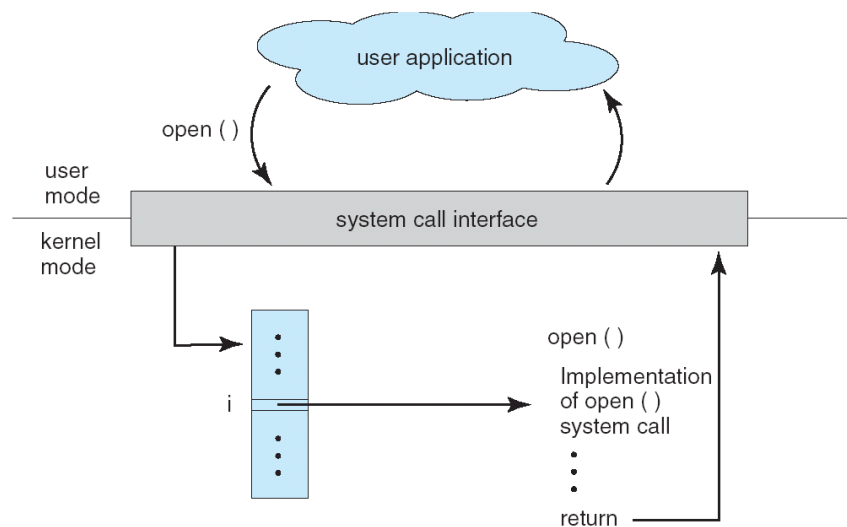 user application
open ( )
user
mode
system call interface
kernel
mode
open ( )
i
Implementation
of open ( )
system call
return